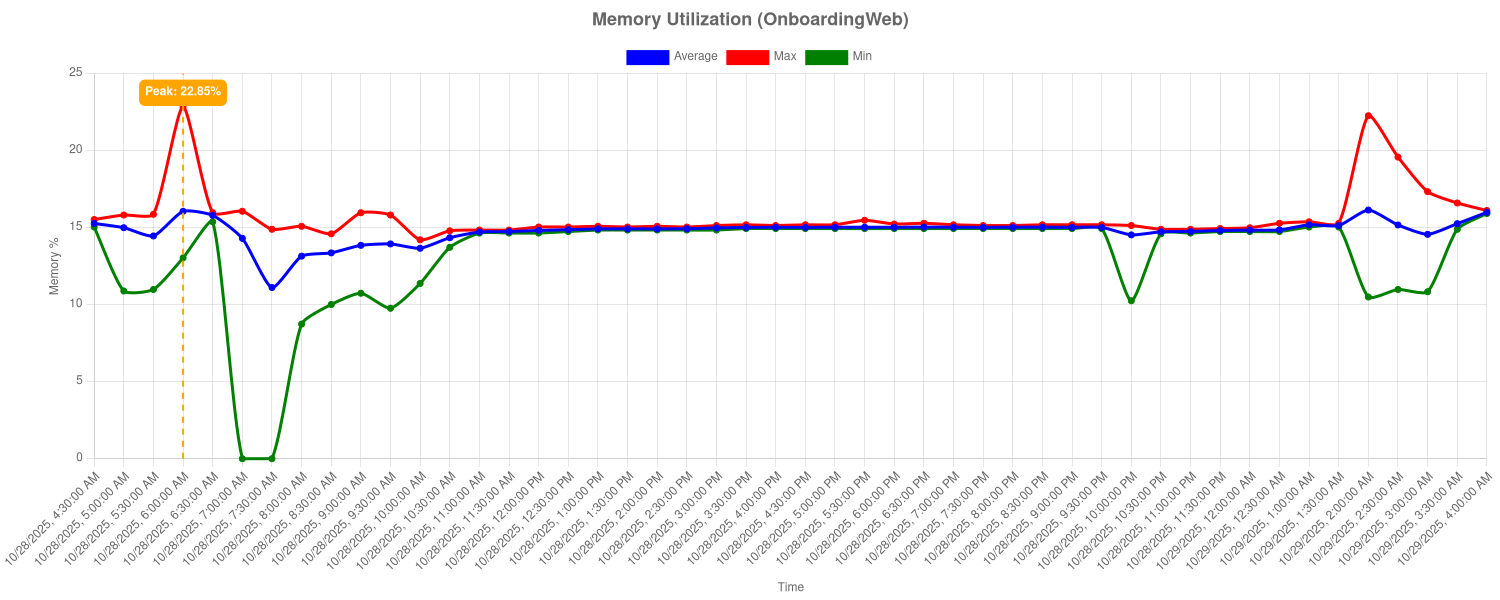 Memory Utilization (OnboardingWeb)
Average Max Min
Peak: 22.85%
25
20
15
10
5
0
Memory %
10/28/2025, 4:30:00 AM
10/28/2025, 5:00:00 AM
10/28/2025, 5:30:00 AM
10/28/2025, 6:00:00 AM
10/28/2025, 6:30:00 AM
10/28/2025, 7:00:00 AM
10/28/2025, 7:30:00 AM
10/28/2025, 8:00:00 AM
10/28/2025, 8:30:00 AM
10/28/2025, 9:00:00 AM
10/28/2025, 9:30:00 AM
10/28/2025, 10:00:00 AM
10/28/2025, 10:30:00 AM
10/28/2025, 11:00:00 AM
10/28/2025, 11:30:00 AM
10/28/2025, 12:00:00 PM
10/28/2025, 12:30:00 PM
10/28/2025, 1:00:00 PM
10/28/2025, 1:30:00 PM
10/28/2025, 2:00:00 PM
10/28/2025, 2:30:00 PM
10/28/2025, 3:00:00 PM
10/28/2025, 3:30:00 PM
10/28/2025, 4:00:00 PM
10/28/2025, 4:30:00 PM
10/28/2025, 5:00:00 PM
10/28/2025, 5:30:00 PM
10/28/2025, 6:00:00 PM
10/28/2025, 6:30:00 PM
10/28/2025, 7:00:00 PM
10/28/2025, 7:30:00 PM
10/28/2025, 8:00:00 PM
10/28/2025, 8:30:00 PM
10/28/2025, 9:00:00 PM
10/28/2025, 9:30:00 PM
10/28/2025, 10:00:00 PM
10/28/2025, 10:30:00 PM
10/28/2025, 11:00:00 PM
10/28/2025, 11:30:00 PM
10/29/2025, 12:00:00 AM
10/29/2025, 12:30:00 AM
10/29/2025, 1:00:00 AM
10/29/2025, 1:30:00 AM
10/29/2025, 2:00:00 AM
10/29/2025, 2:30:00 AM
10/29/2025, 3:00:00 AM
10/29/2025, 3:30:00 AM
10/29/2025, 4:00:00 AM
Time